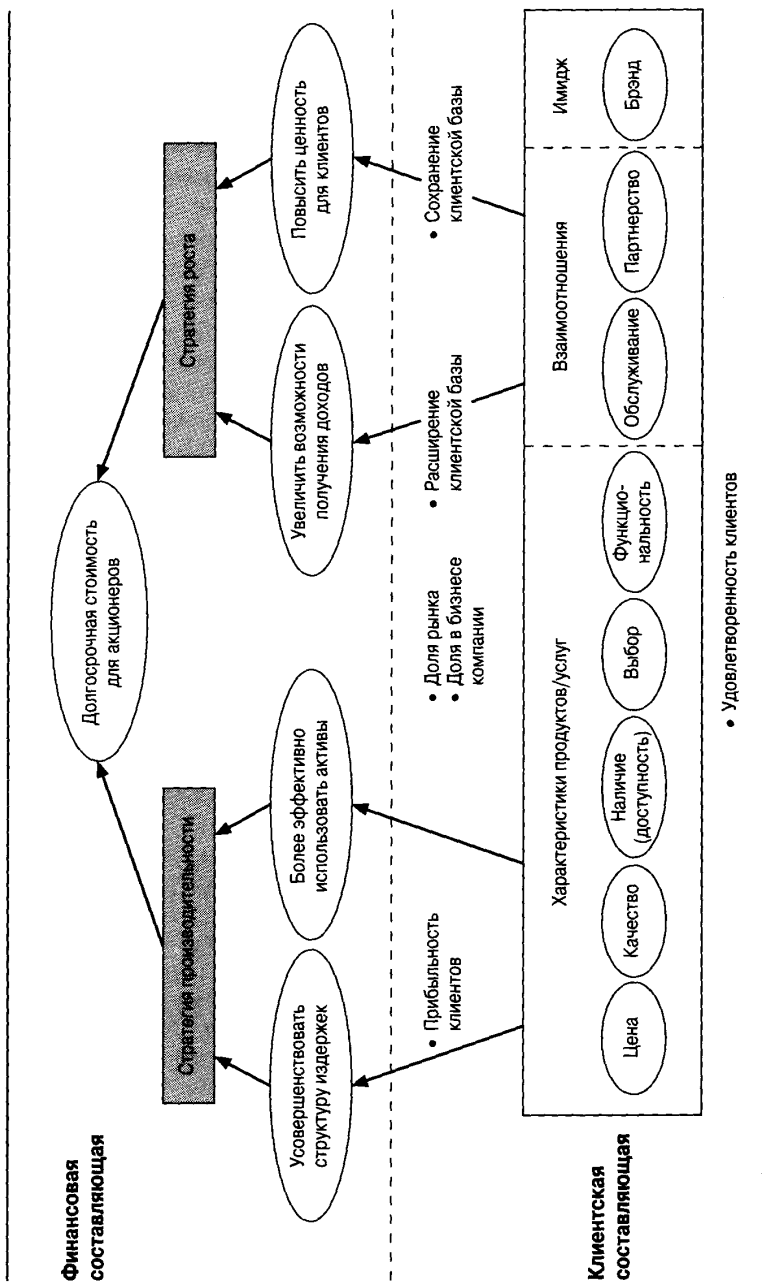 Финансовая
составляющая
Долгосрочная стоимость
для акционеров
Стратегия производительности
Стратегия роста
Усовершенствовать
структуру издержек
Более эффективно
использовать активы
Увеличить возможности
получения доходов
Повысить ценность
для клиентов
• Прибыльность
клиентов
• Доля рынка
• Доля в бизнесе
компании
• Расширение
клиентской базы
• Сохранение
клиентской базы
Клиентская
составляющая
Характеристики продуктов/услуг
Взаимоотношения
Имидж
Цена
Качество
Наличие
(доступность)
Выбор
Функцио-
нальность
Обслуживание
Партнерство
Брэнд
• Удовлетворенность клиентов